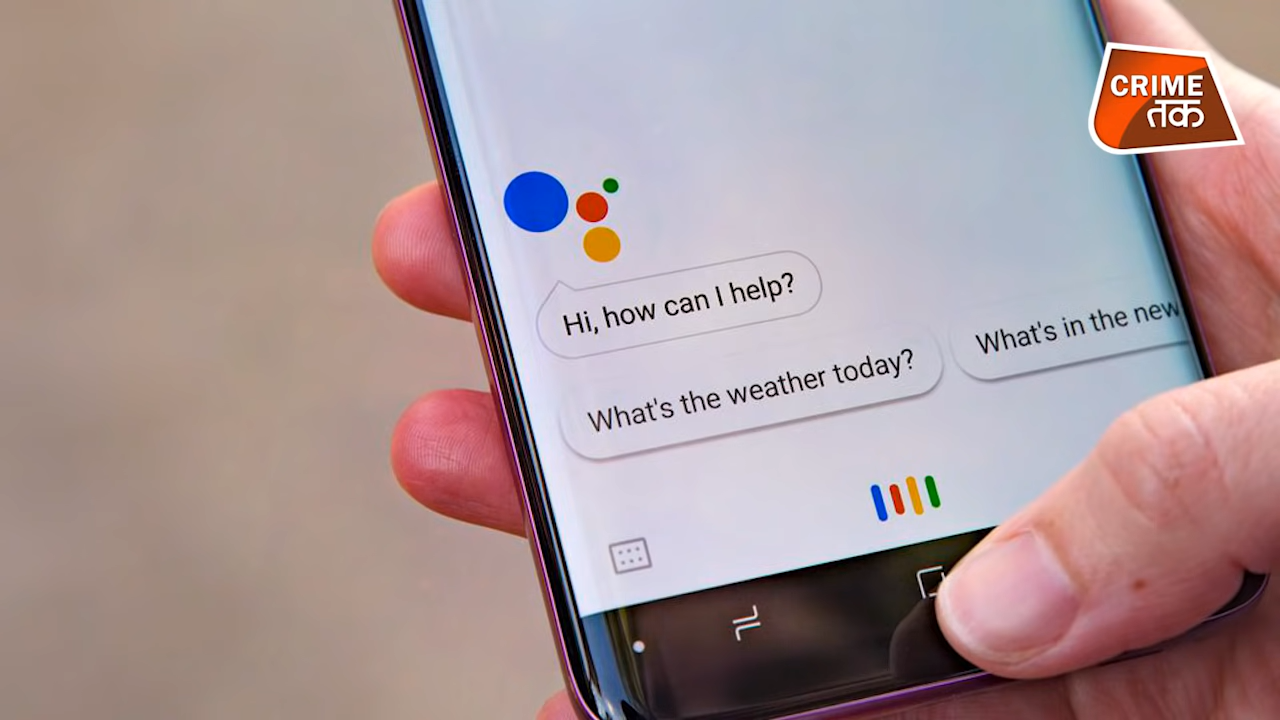 CRIME
तक
Hi, how can I help?
What's the weather today?
What's in the new